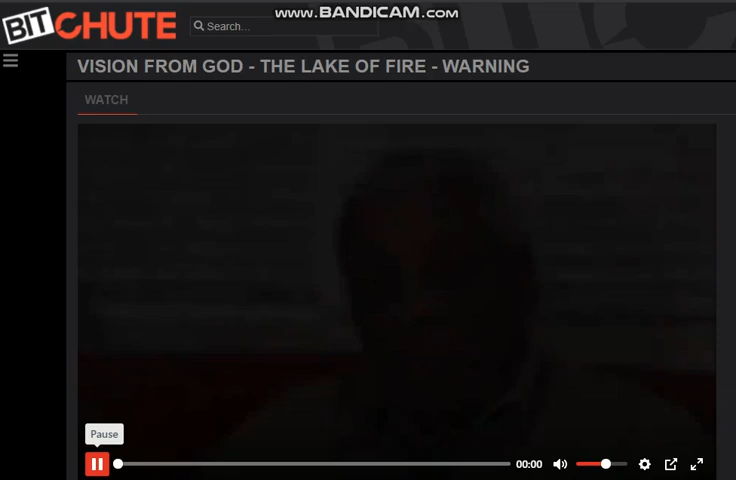 www.BANDICAM.com
BITCHUTE
Search...
VISION FROM GOD - THE LAKE OF FIRE - WARNING
WATCH
Pause
00:00